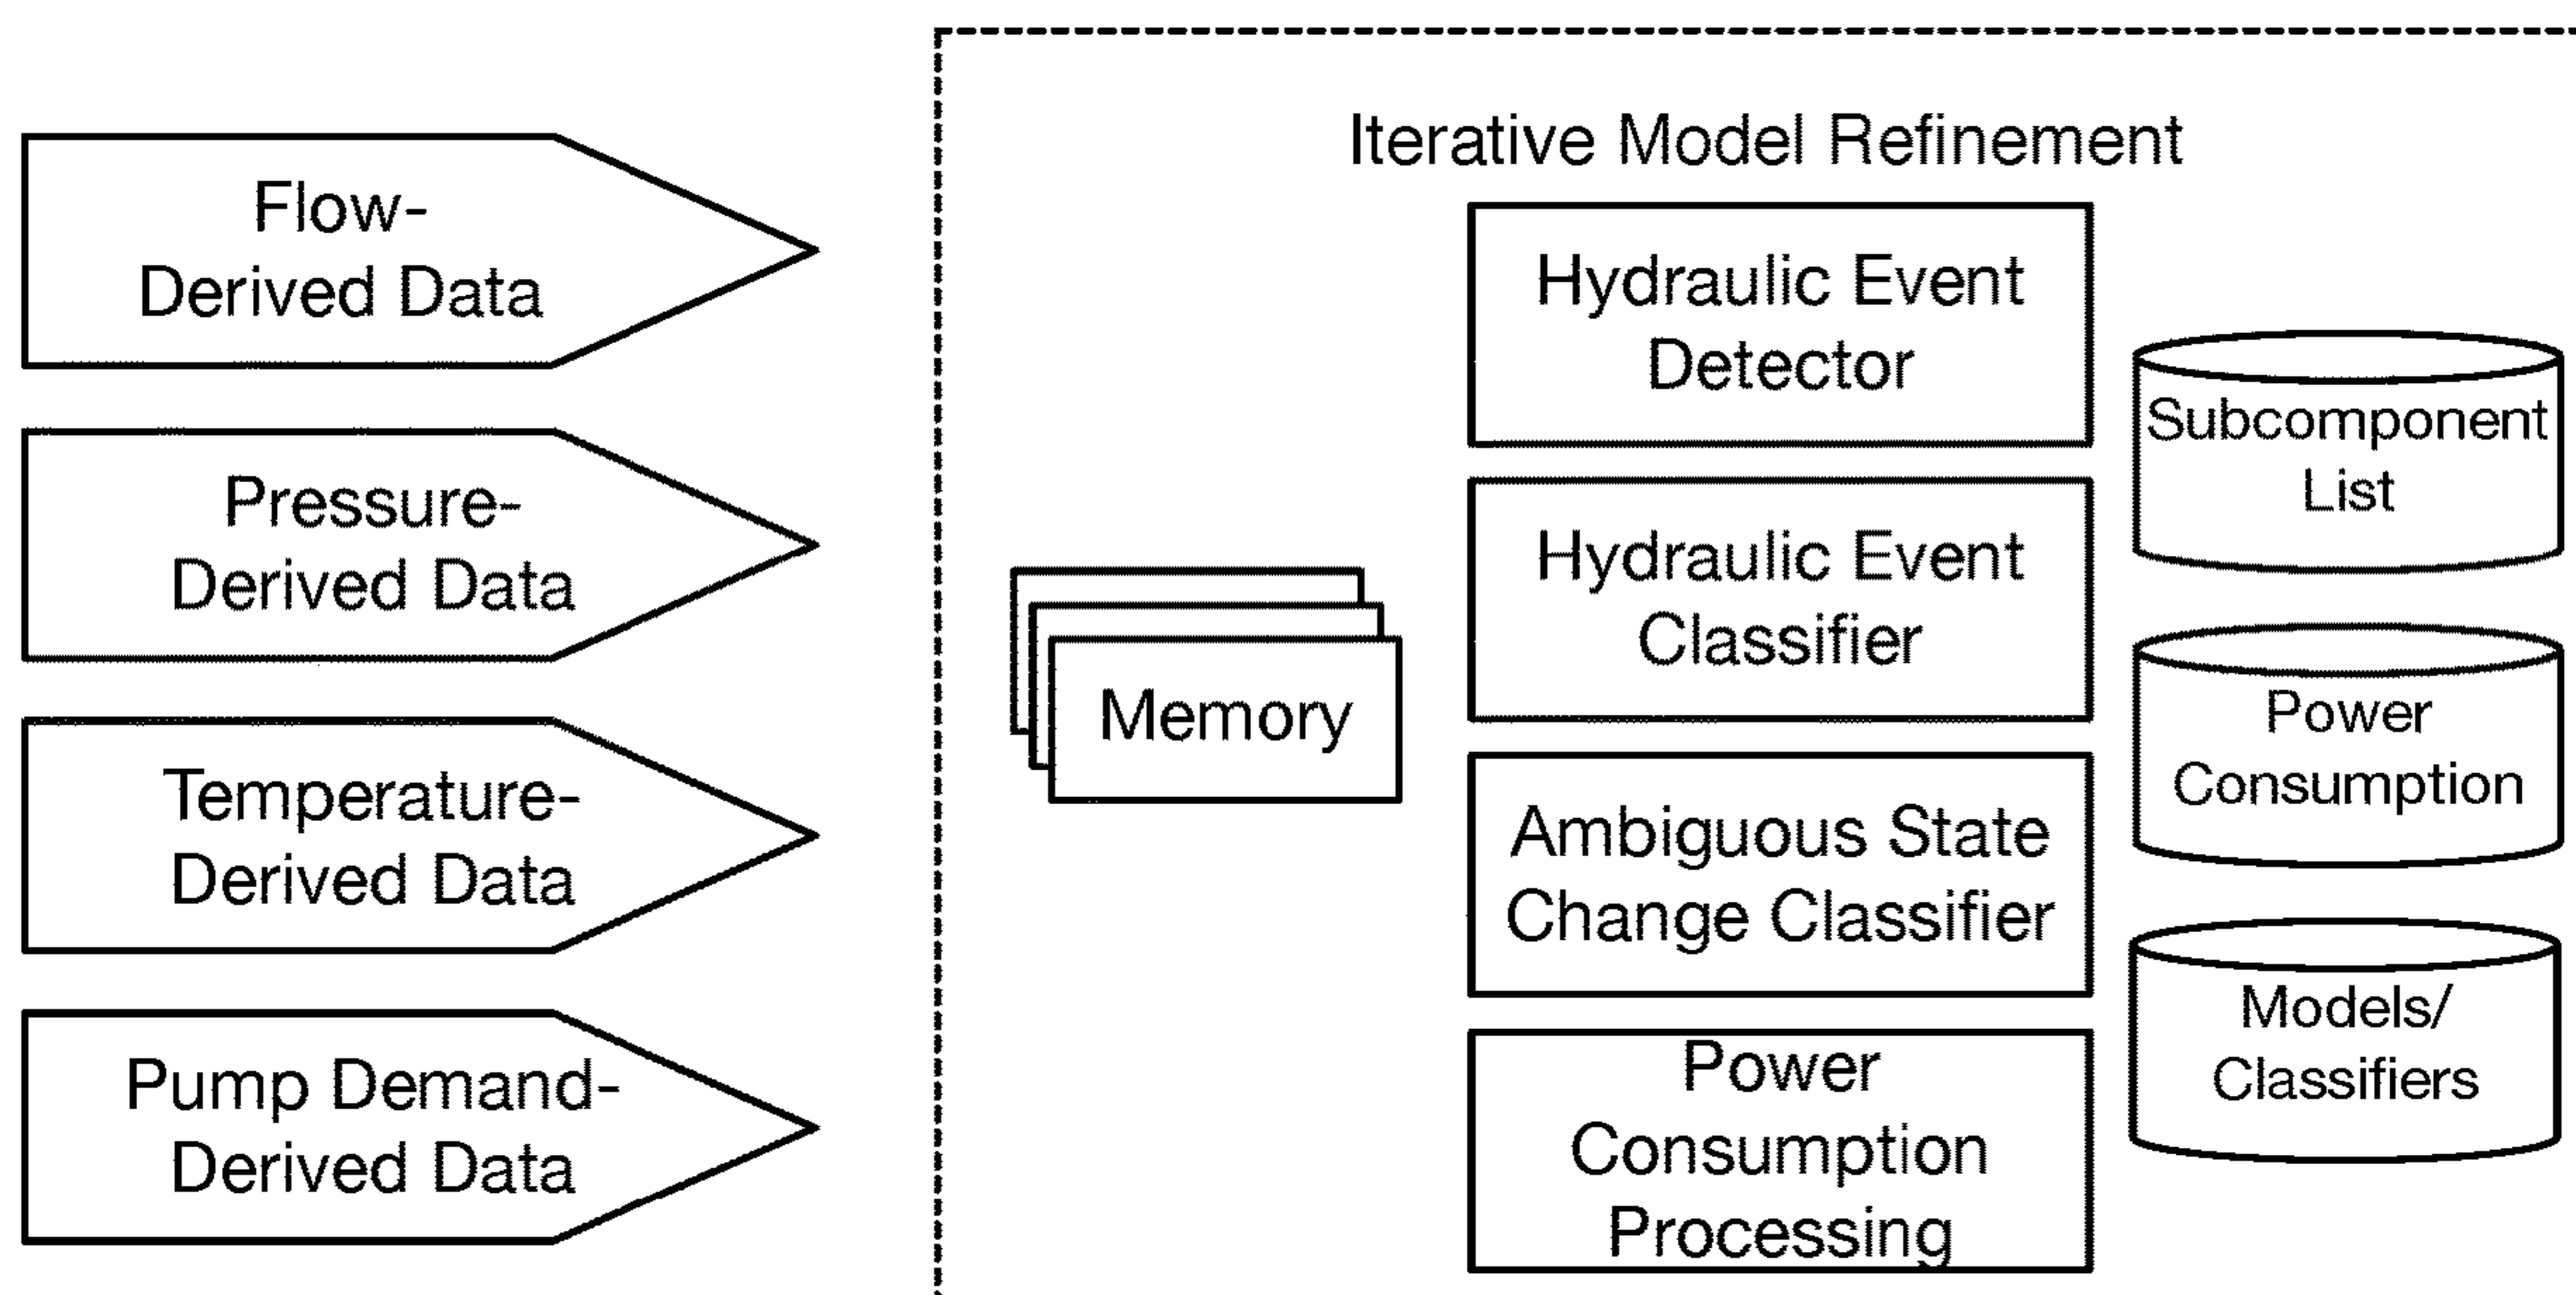 Flow-
Derived Data
Pressure-
Derived Data
Temperature-
Derived Data
Pump Demand-
Derived Data
Iterative Model Refinement
Memory
Hydraulic Event
Detector
Hydraulic Event
Classifier
Ambiguous State
Change Classifier
Power
Consumption
Processing
Subcomponent
List
Power
Consumption
Models/
Classifiers